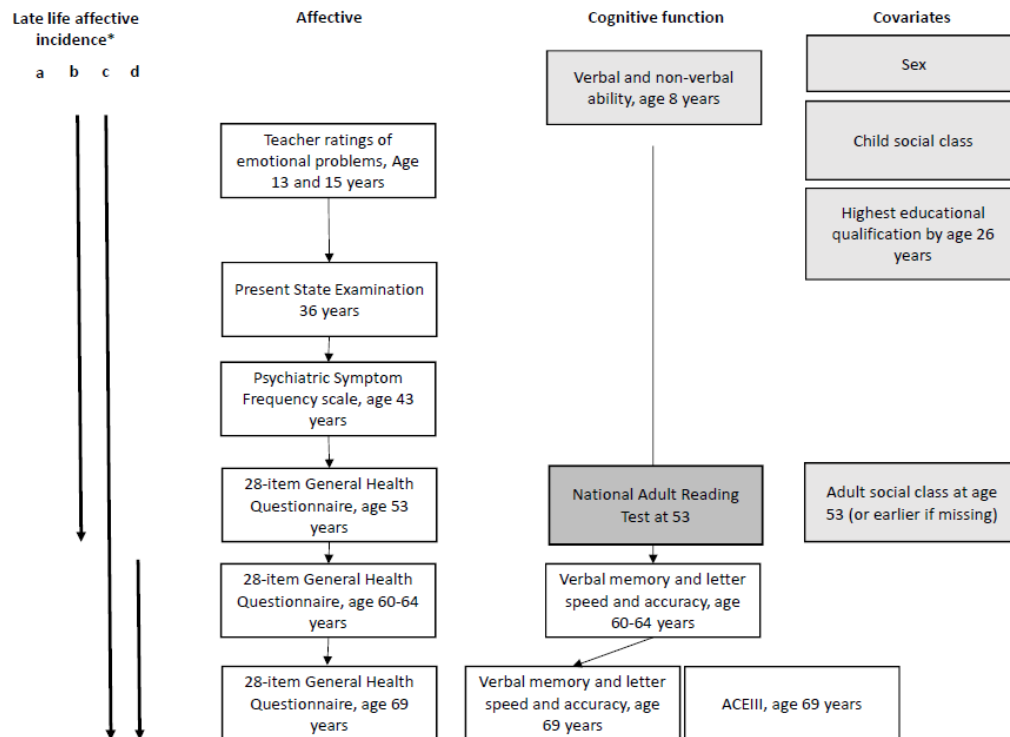 Late life affective
incidence*
a b c d
Affective
Teacher ratings of
emotional problems, Age
13 and 15 years
Present State Examination
36 years
Psychiatric Symptom
Frequency scale, age 43
years
28-item General Health
Questionnaire, age 53
years
28-item General Health
Questionnaire, age 60-64
years
28-item General Health
Questionnaire, age 69
years
Cognitive function
Verbal and non-verbal
ability, age 8 years
National Adult Reading
Test at 53
Verbal memory and letter
speed and accuracy, age
60-64 years
Verbal memory and letter
speed and accuracy, age
69 years
ACEIII, age 69 years
Covariates
Sex
Child social class
Highest educational
qualification by age 26
years
Adult social class at age
53 (or earlier if missing)